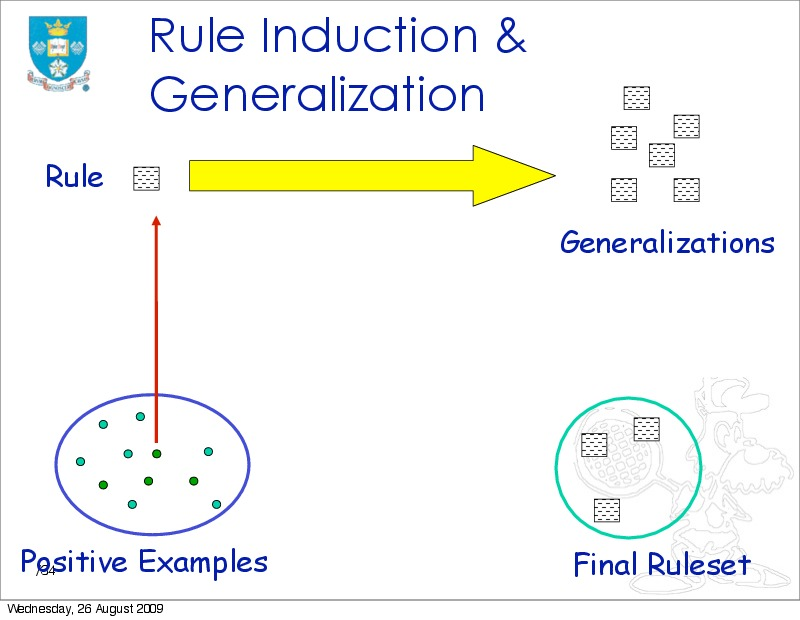 Rule Induction &
Generalization
Rule
Generalizations
Positive Examples
/34
Final Ruleset
Wednesday, 26 August 2009